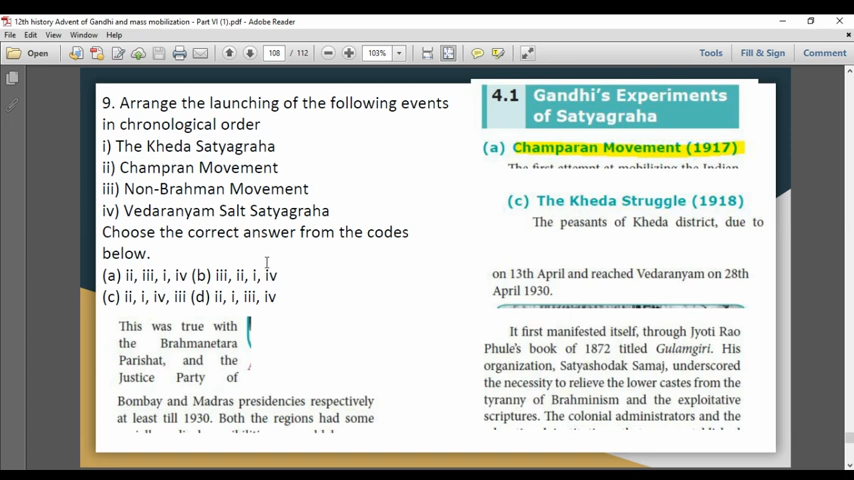 12th history Advent of Gandhi and mass mobilization - Part VI (1).pdf - Adobe Reader
File Edit View Window Help
Open 108 / 112 103% Tools Fill & Sign Comment
9. Arrange the launching of the following events
in chronological order
i) The Kheda Satyagraha
ii) Champran Movement
iii) Non-Brahman Movement
iv) Vedaranyam Salt Satyagraha
Choose the correct answer from the codes
below.
(a) ii, iii, i, iv (b) iii, ii, i, iv
(c) ii, i, iv, iii (d) ii, i, iii, iv
This was true with
the Brahmanetara
Parishat, and the
Justice Party of
Bombay and Madras presidencies respectively
at least till 1930. Both the regions had some
4.1 Gandhi's Experiments
of Satyagraha
(a) Champaran Movement (1917)
The first attempt at mobilizing the Indian
(c) The Kheda Struggle (1918)
The peasants of Kheda district, due to
on 13th April and reached Vedaranyam on 28th
April 1930.
It first manifested itself, through Jyoti Rao
Phule's book of 1872 titled Gulamgiri. His
organization, Satyashodak Samaj, underscored
the necessity to relieve the lower castes from the
tyranny of Brahminism and the exploitative
scriptures. The colonial administrators and the